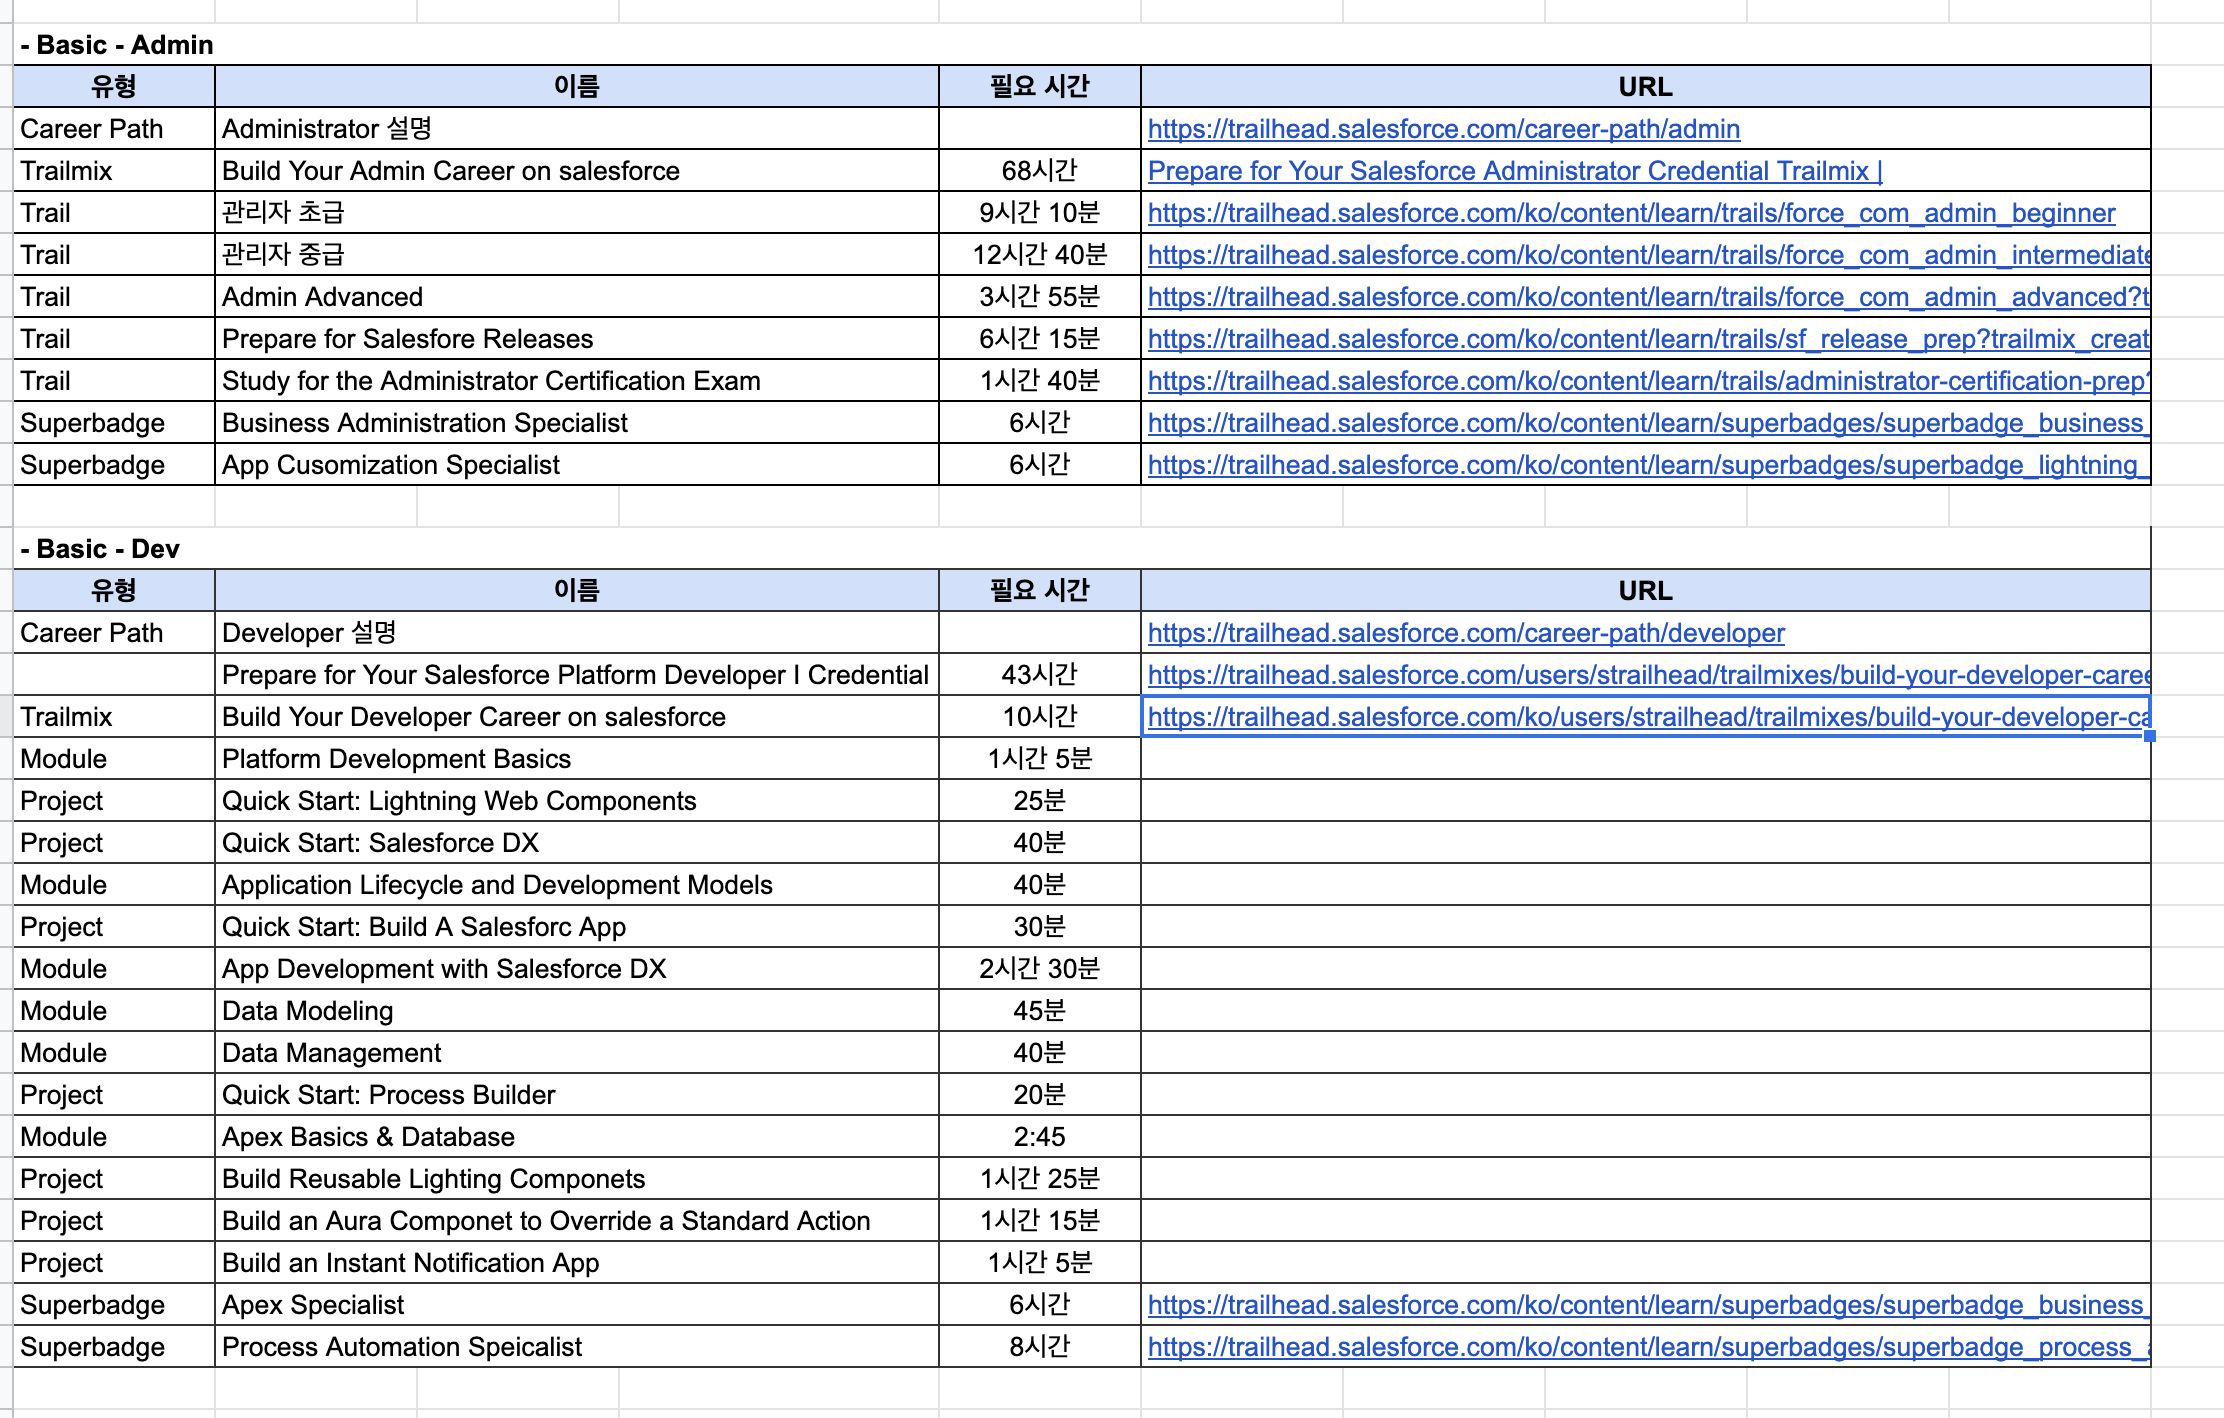 - Basic - Admin
유형 이름 필요 시간 URL
Career Path Administrator 설명 https://trailhead.salesforce.com/career-path/admin
Trailmix Build Your Admin Career on salesforce 68시간 Prepare for Your Salesforce Administrator Credential Trailmix |
Trail 관리자 초급 9시간 10분 https://trailhead.salesforce.com/ko/content/learn/trails/force_com_admin_beginner
Trail 관리자 중급 12시간 40분 https://trailhead.salesforce.com/ko/content/learn/trails/force_com_admin_intermediate
Trail Admin Advanced 3시간 55분 https://trailhead.salesforce.com/ko/content/learn/trails/force_com_admin_advanced?t
Trail Prepare for Salesfore Releases 6시간 15분 https://trailhead.salesforce.com/ko/content/learn/trails/sf_release_prep?trailmix_creat
Trail Study for the Administrator Certification Exam 1시간 40분 https://trailhead.salesforce.com/ko/content/learn/trails/administrator-certification-prep?
Superbadge Business Administration Specialist 6시간 https://trailhead.salesforce.com/ko/content/learn/superbadges/superbadge_business_
Superbadge App Cusomization Specialist 6시간 https://trailhead.salesforce.com/ko/content/learn/superbadges/superbadge_lightning_
- Basic - Dev
유형 이름 필요 시간 URL
Career Path Developer 설명 https://trailhead.salesforce.com/career-path/developer
Prepare for Your Salesforce Platform Developer I Credential 43시간 https://trailhead.salesforce.com/users/strailhead/trailmixes/build-your-developer-caree
Trailmix Build Your Developer Career on salesforce 10시간 https://trailhead.salesforce.com/ko/users/strailhead/trailmixes/build-your-developer-ca
Module Platform Development Basics 1시간 5분
Project Quick Start: Lightning Web Components 25분
Project Quick Start: Salesforce DX 40분
Module Application Lifecycle and Development Models 40분
Project Quick Start: Build A Salesforc App 30분
Module App Development with Salesforce DX 2시간 30분
Module Data Modeling 45분
Module Data Management 40분
Project Quick Start: Process Builder 20분
Module Apex Basics & Database 2:45
Project Build Reusable Lighting Componets 1시간 25분
Project Build an Aura Componet to Override a Standard Action 1시간 15분
Project Build an Instant Notification App 1시간 5분
Superbadge Apex Specialist 6시간 https://trailhead.salesforce.com/ko/content/learn/superbadges/superbadge_business_
Superbadge Process Automation Speicalist 8시간 https://trailhead.salesforce.com/ko/content/learn/superbadges/superbadge_process_a